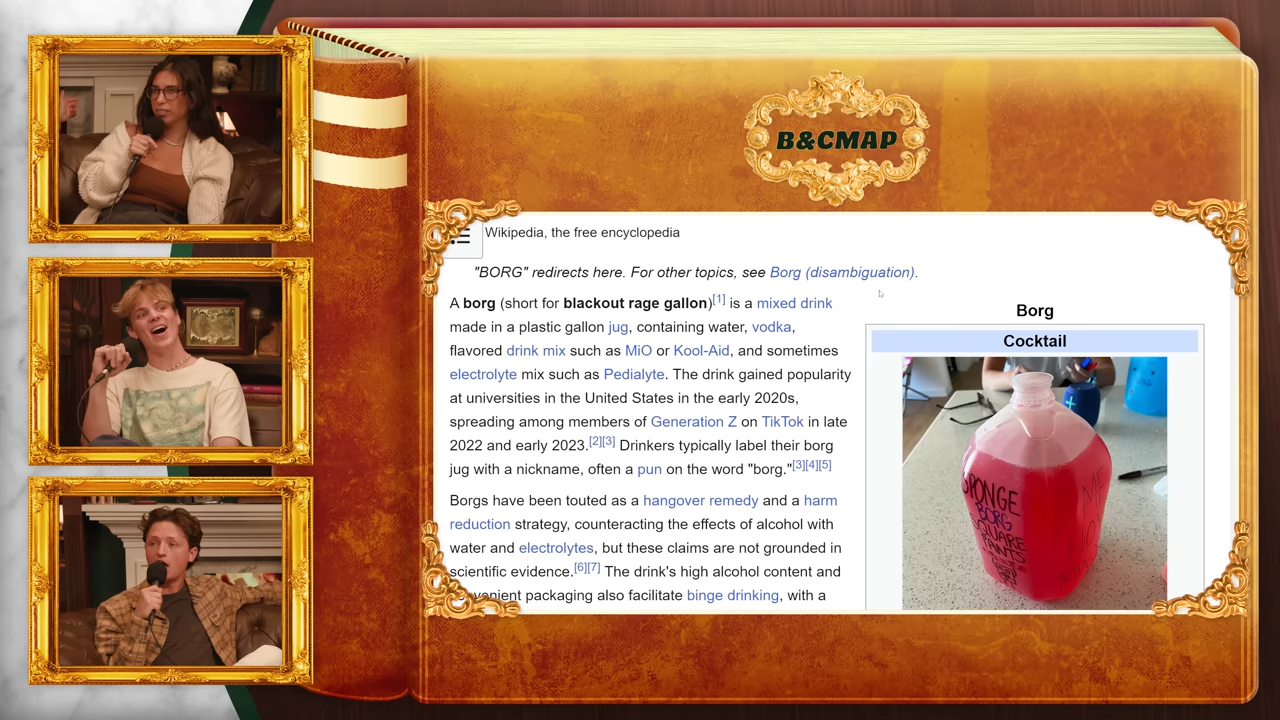 B&CMAP
Wikipedia, the free encyclopedia
"BORG" redirects here. For other topics, see Borg (disambiguation).
A borg (short for blackout rage gallon)[1] is a mixed drink
made in a plastic gallon jug, containing water, vodka,
flavored drink mix such as MiO or Kool-Aid, and sometimes
electrolyte mix such as Pedialyte. The drink gained popularity
at universities in the United States in the early 2020s,
spreading among members of Generation Z on TikTok in late
2022 and early 2023.[2][3] Drinkers typically label their borg
jug with a nickname, often a pun on the word "borg."[3][4][5]
Borgs have been touted as a hangover remedy and a harm
reduction strategy, counteracting the effects of alcohol with
water and electrolytes, but these claims are not grounded in
scientific evidence.[6][7] The drink's high alcohol content and
venient packaging also facilitate binge drinking, with a
Borg
Cocktail
PONGE
BORG
SQUARE
PANTS
ME